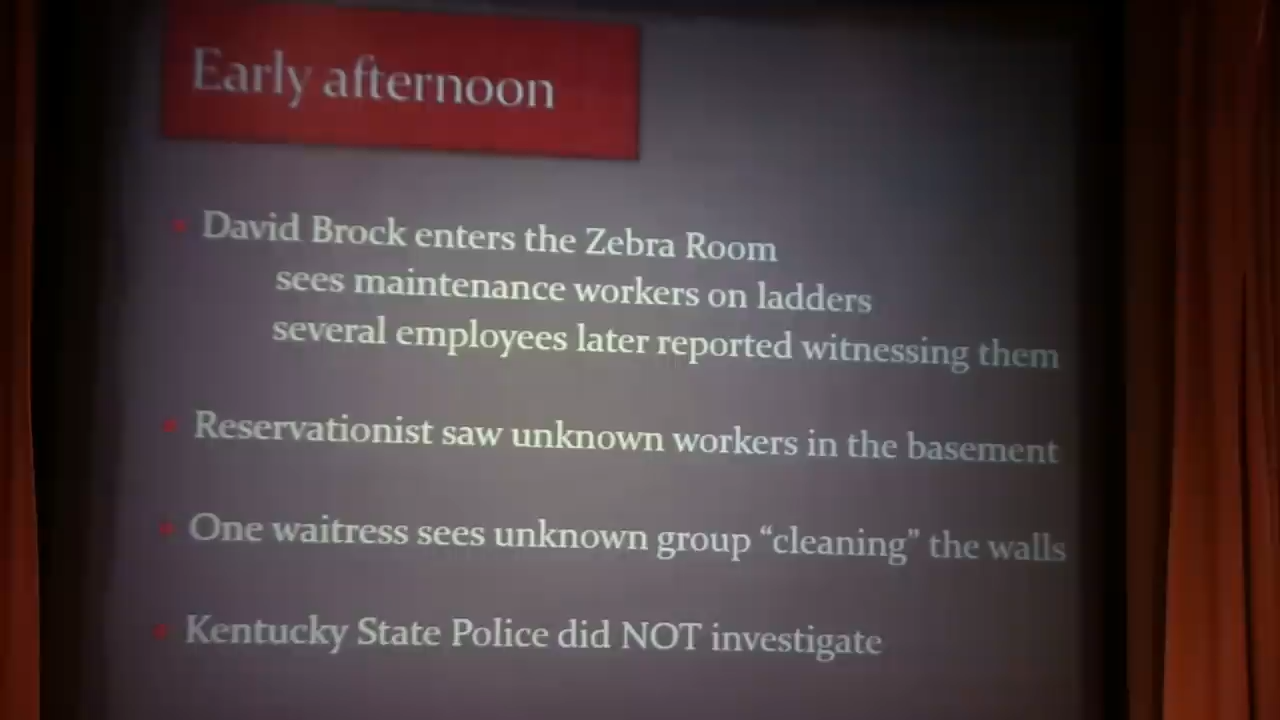 Early afternoon
David Brock enters the Zebra Room
sees maintenance workers on ladders
several employees later reported witnessing them
Reservationist saw unknown workers in the basement
One waitress sees unknown group “cleaning” the walls
Kentucky State Police did NOT investigate